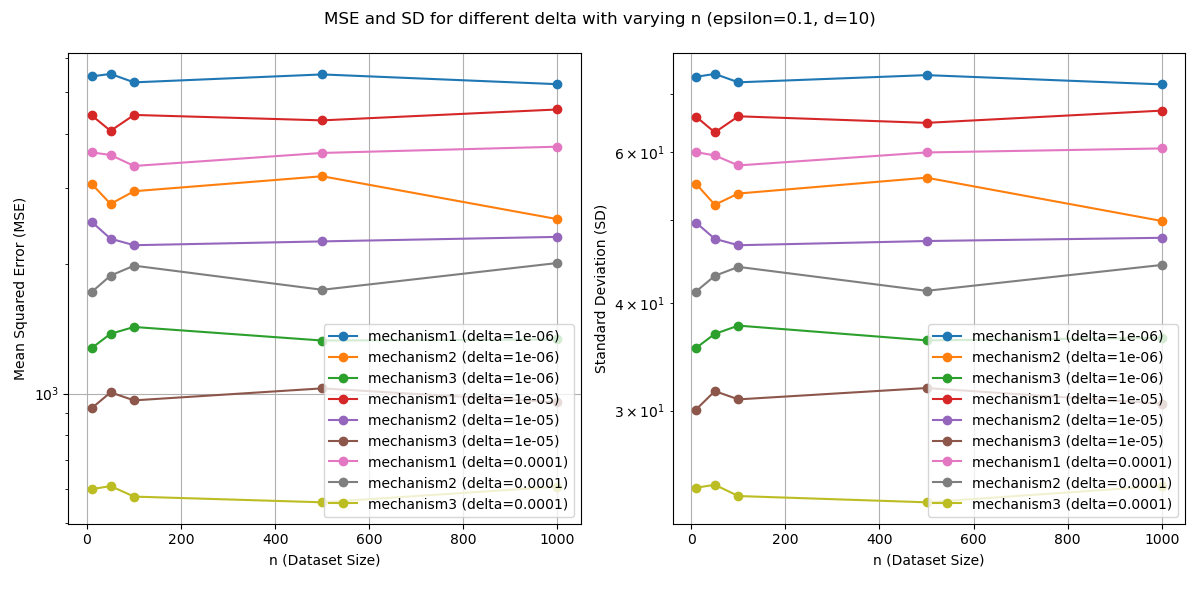 MSE and SD for different delta with varying n (epsilon=0.1, d=10)
Mean Squared Error (MSE)
10³
mechanism1 (delta=1e-06)
mechanism2 (delta=1e-06)
mechanism3 (delta=1e-06)
mechanism1 (delta=1e-05)
mechanism2 (delta=1e-05)
mechanism3 (delta=1e-05)
mechanism1 (delta=0.0001)
mechanism2 (delta=0.0001)
mechanism3 (delta=0.0001)
0 200 400 600 800 1000
n (Dataset Size)
Standard Deviation (SD)
6 × 10¹
4 × 10¹
3 × 10¹
mechanism1 (delta=1e-06)
mechanism2 (delta=1e-06)
mechanism3 (delta=1e-06)
mechanism1 (delta=1e-05)
mechanism2 (delta=1e-05)
mechanism3 (delta=1e-05)
mechanism1 (delta=0.0001)
mechanism2 (delta=0.0001)
mechanism3 (delta=0.0001)
0 200 400 600 800 1000
n (Dataset Size)